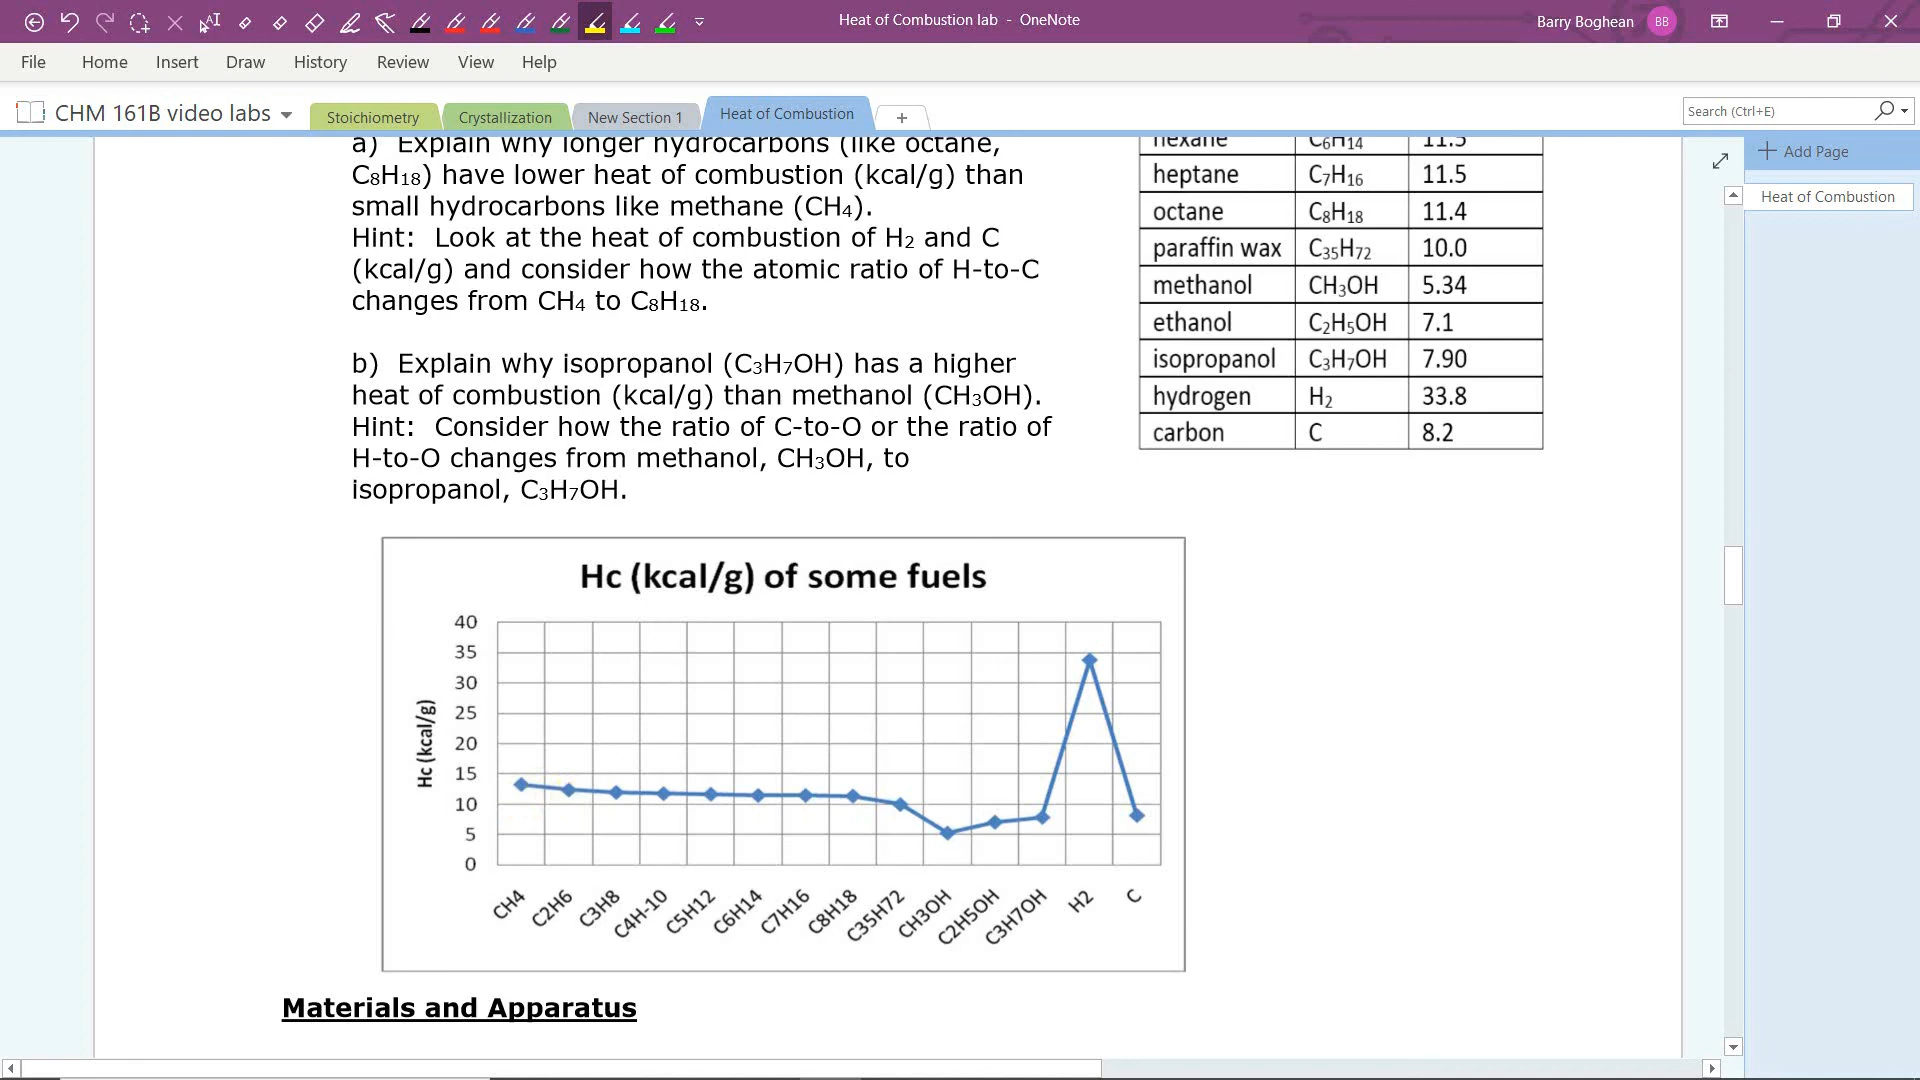 Heat of Combustion lab - OneNote
Barry Boghean
BB
File Home Insert Draw History Review View Help
CHM 161B video labs
Stoichiometry
Crystallization
New Section 1
Heat of Combustion
+
Search (Ctrl+E)
Add Page
Heat of Combustion
a) Explain why longer hydrocarbons (like octane,
C₈H₁₈) have lower heat of combustion (kcal/g) than
small hydrocarbons like methane (CH₄).
Hint: Look at the heat of combustion of H₂ and C
(kcal/g) and consider how the atomic ratio of H-to-C
changes from CH₄ to C₈H₁₈.
b) Explain why isopropanol (C₃H₇OH) has a higher
heat of combustion (kcal/g) than methanol (CH₃OH).
Hint: Consider how the ratio of C-to-O or the ratio of
H-to-O changes from methanol, CH₃OH, to
isopropanol, C₃H₇OH.
hexane C₆H₁₄ 11.5
heptane C₇H₁₆ 11.5
octane C₈H₁₈ 11.4
paraffin wax C₃₅H₇₂ 10.0
methanol CH₃OH 5.34
ethanol C₂H₅OH 7.1
isopropanol C₃H₇OH 7.90
hydrogen H₂ 33.8
carbon C 8.2
Hc (kcal/g) of some fuels
Hc (kcal/g)
40
35
30
25
20
15
10
5
0
CH4 C2H6 C3H8 C4H-10 C5H12 C6H14 C7H16 C8H18 C35H72 CH3OH C2H5OH C3H7OH H2 C
Materials and Apparatus